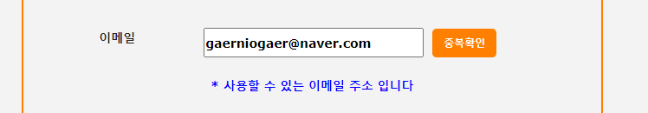 이메일 gaerniogaer@naver.com 중복확인
* 사용할 수 있는 이메일 주소 입니다